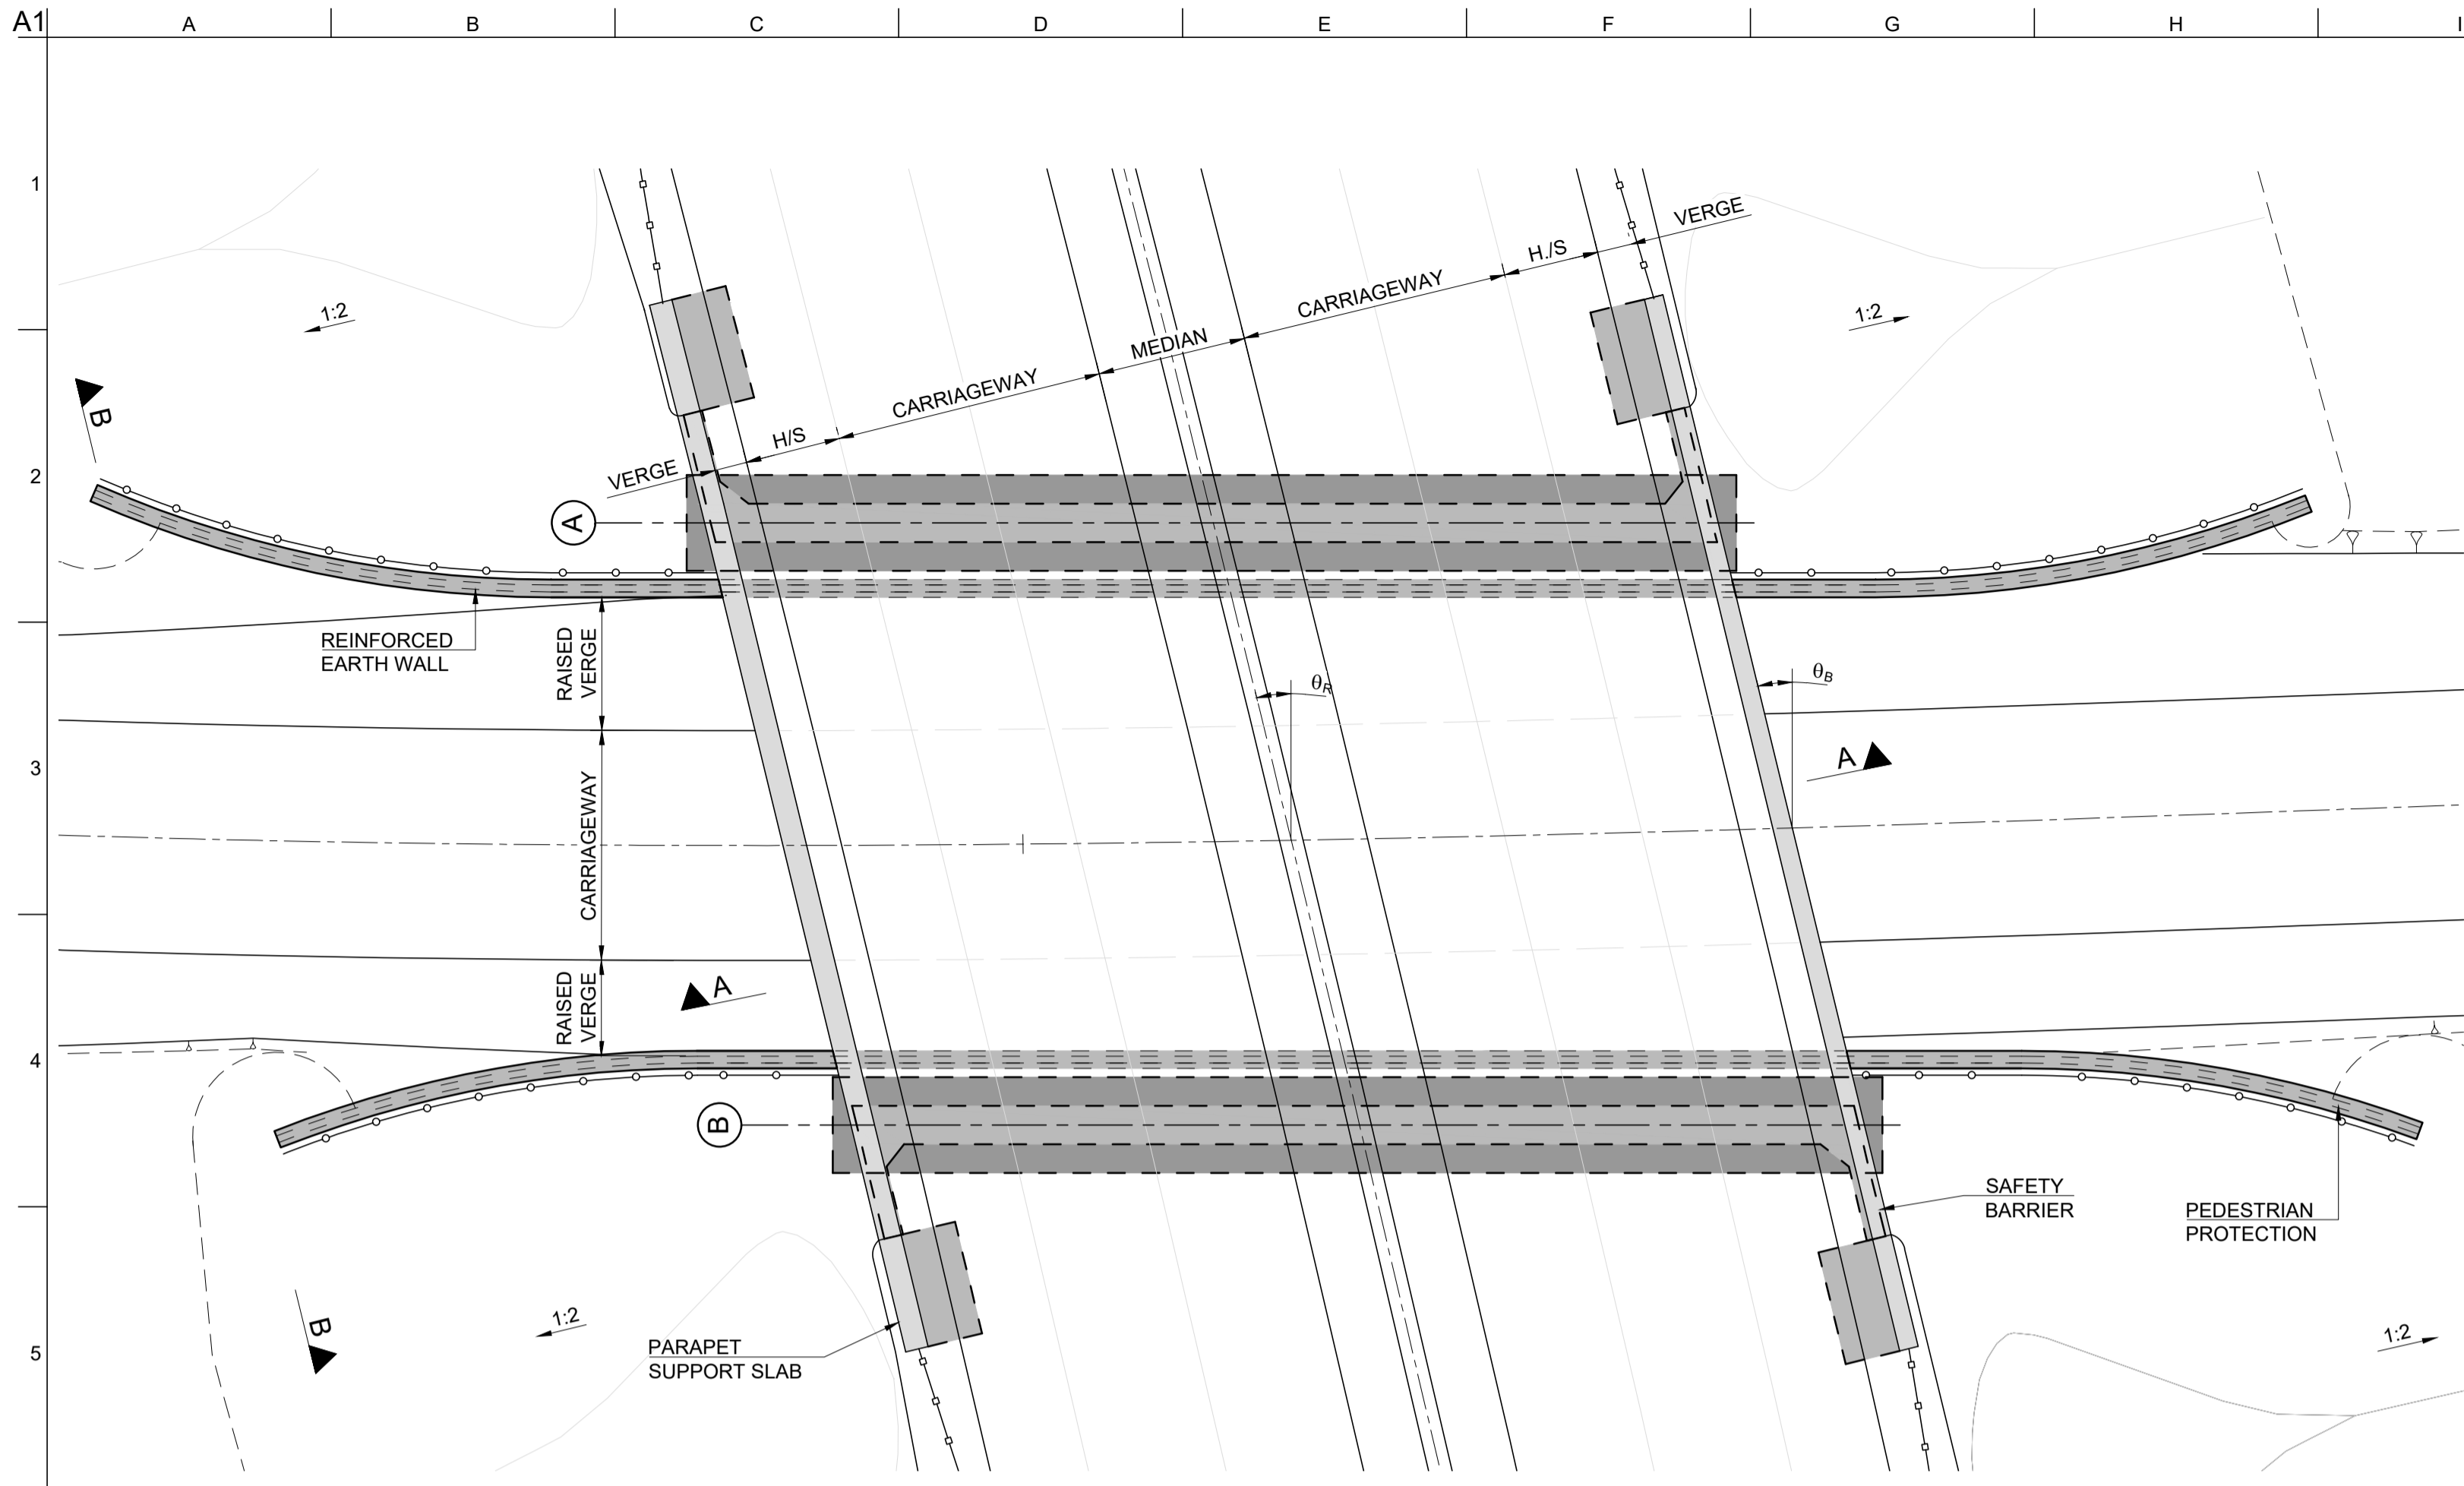 A1
A
B
C
D
E
F
G
H
I
1
2
3
4
5
VERGE
H./S
CARRIAGEWAY
MEDIAN
CARRIAGEWAY
H/S
VERGE
1:2
1:2
B
A
REINFORCED
EARTH WALL
RAISED
VERGE
θR
θB
A
CARRIAGEWAY
A
RAISED
VERGE
B
SAFETY
BARRIER
PEDESTRIAN
PROTECTION
1:2
B
PARAPET
SUPPORT SLAB
1:2